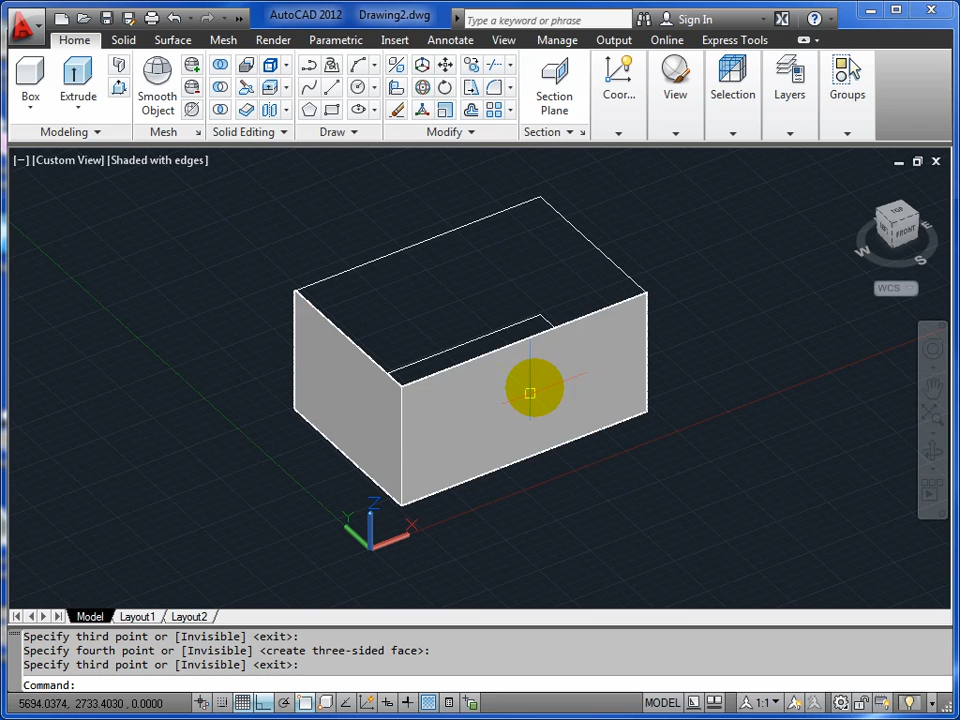 AutoCAD 2012 Drawing2.dwg
Type a keyword or phrase
Sign In
Home Solid Surface Mesh Render Parametric Insert Annotate View Manage Output Online Express Tools
Box
Extrude
Smooth
Object
Section
Plane
Coor...
View
Selection
Layers
Groups
Modeling
Mesh
Solid Editing
Draw
Modify
Section
[−] [Custom View] [Shaded with edges]
TOP
FRONT
W
E
S
WCS
Z
Y
X
Model Layout1 Layout2
Specify third point or [Invisible] <exit>:
Specify fourth point or [Invisible] <create three-sided face>:
Specify third point or [Invisible] <exit>:
Command:
5694.0374, 2733.4030, 0.0000
MODEL
1:1